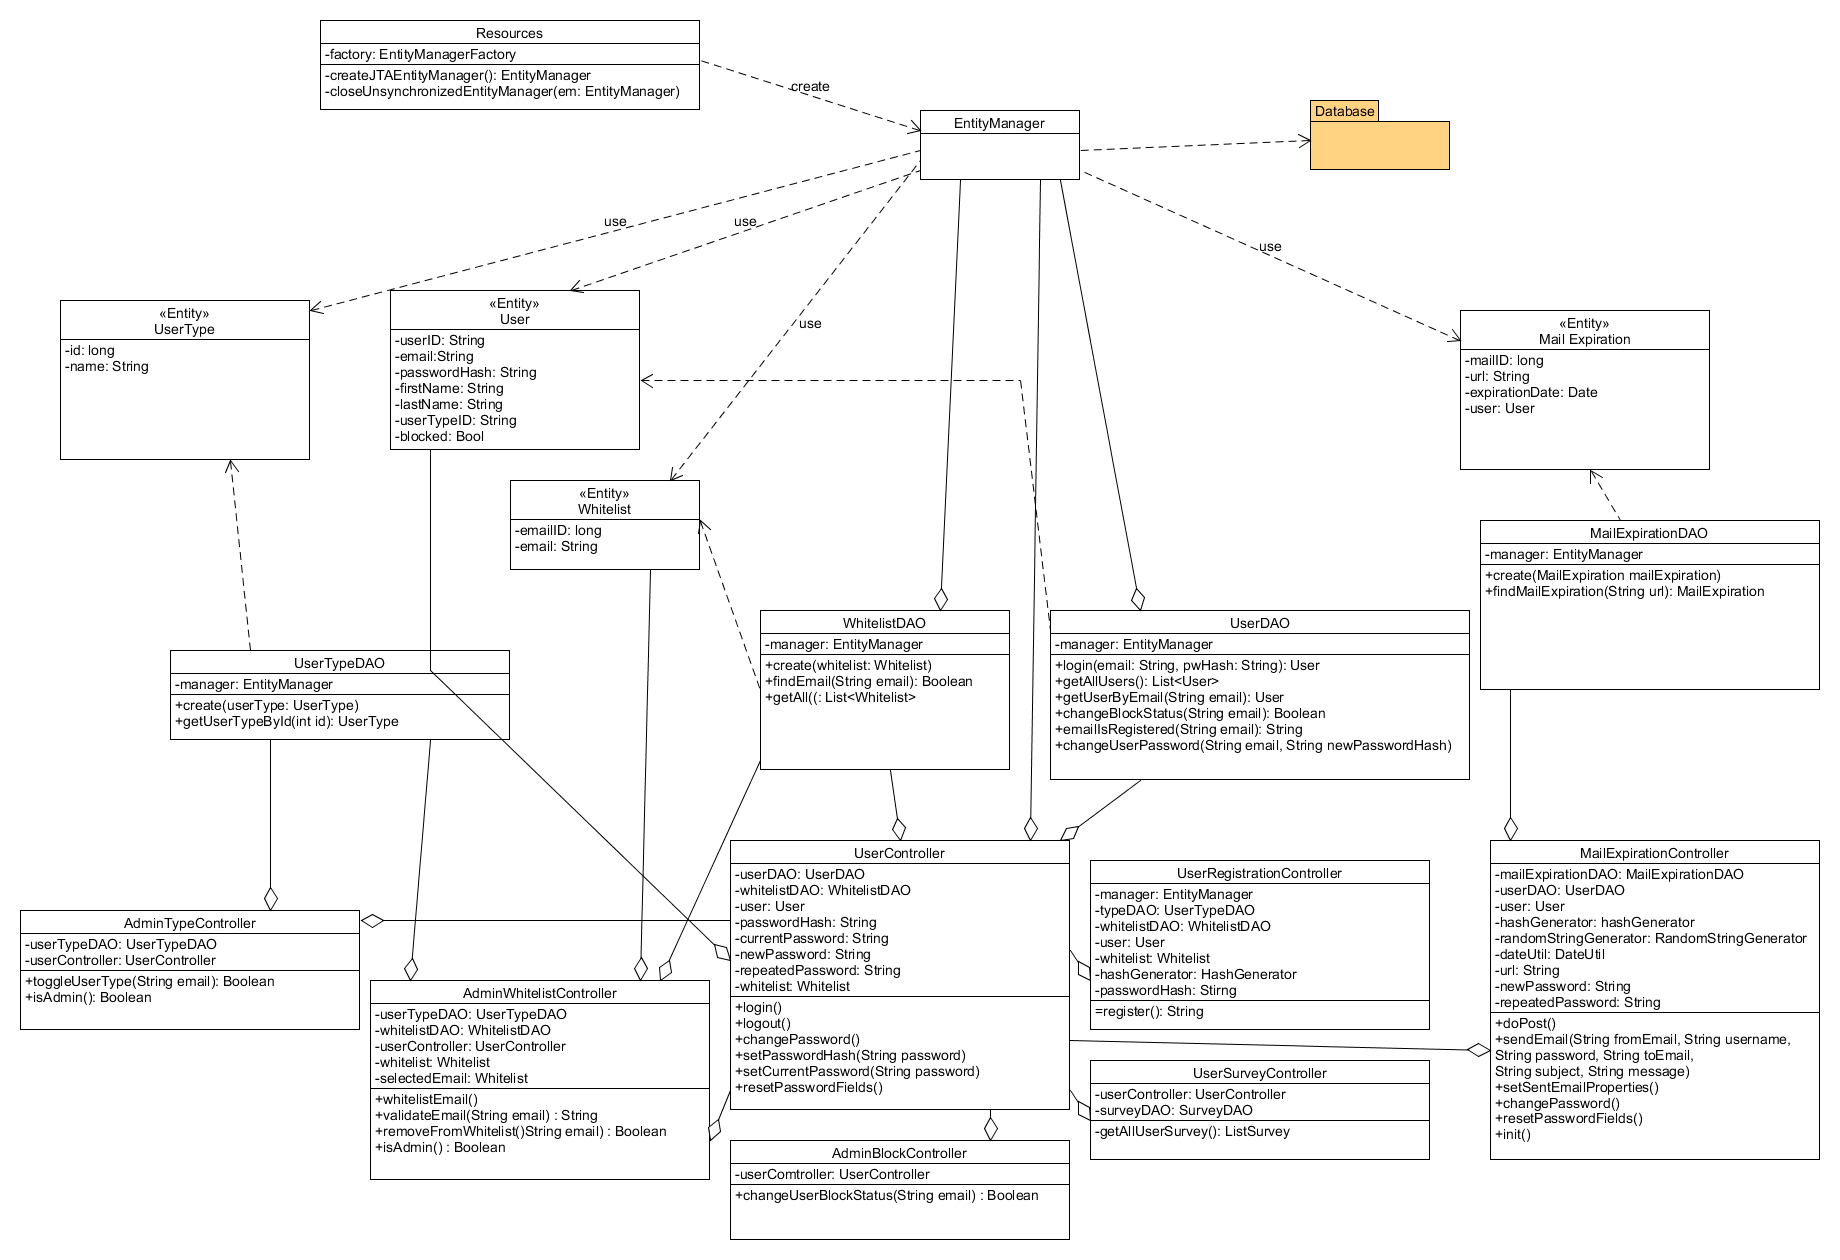 Resources
-factory: EntityManagerFactory
-createJTAEntityManager(): EntityManager
-closeUnsynchronizedEntityManager(em: EntityManager)
create
EntityManager
Database
use
use
use
use
«Entity»
UserType
-id: long
-name: String
«Entity»
User
-userID: String
-email:String
-passwordHash: String
-firstName: String
-lastName: String
-userTypeID: String
-blocked: Bool
«Entity»
Whitelist
-emailID: long
-email: String
«Entity»
Mail Expiration
-mailID: long
-url: String
-expirationDate: Date
-user: User
MailExpirationDAO
-manager: EntityManager
+create(MailExpiration mailExpiration)
+findMailExpiration(String url): MailExpiration
UserTypeDAO
-manager: EntityManager
+create(userType: UserType)
+getUserTypeById(int id): UserType
WhitelistDAO
-manager: EntityManager
+create(whitelist: Whitelist)
+findEmail(String email): Boolean
+getAll((: List<Whitelist>
UserDAO
-manager: EntityManager
+login(email: String, pwHash: String): User
+getAllUsers(): List<User>
+getUserByEmail(String email): User
+changeBlockStatus(String email): Boolean
+emailIsRegistered(String email): String
+changeUserPassword(String email, String newPasswordHash)
AdminTypeController
-userTypeDAO: UserTypeDAO
-userController: UserController
+toggleUserType(String email): Boolean
+isAdmin(): Boolean
AdminWhitelistController
-userTypeDAO: UserTypeDAO
-whitelistDAO: WhitelistDAO
-userController: UserController
-whitelist: Whitelist
-selectedEmail: Whitelist
+whitelistEmail()
+validateEmail(String email) : String
+removeFromWhitelist()String email) : Boolean
+isAdmin() : Boolean
UserController
-userDAO: UserDAO
-whitelistDAO: WhitelistDAO
-user: User
-passwordHash: String
-currentPassword: String
-newPassword: String
-repeatedPassword: String
-whitelist: Whitelist
+login()
+logout()
+changePassword()
+setPasswordHash(String password)
+setCurrentPassword(String password)
+resetPasswordFields()
AdminBlockController
-userComtroller: UserController
+changeUserBlockStatus(String email) : Boolean
UserRegistrationController
-manager: EntityManager
-typeDAO: UserTypeDAO
-whitelistDAO: WhitelistDAO
-user: User
-whitelist: Whitelist
-hashGenerator: HashGenerator
-passwordHash: Stirng
=register(): String
UserSurveyController
-userController: UserController
-surveyDAO: SurveyDAO
-getAllUserSurvey(): ListSurvey
MailExpirationController
-mailExpirationDAO: MailExpirationDAO
-userDAO: UserDAO
-user: User
-hashGenerator: hashGenerator
-randomStringGenerator: RandomStringGenerator
-dateUtil: DateUtil
-url: String
-newPassword: String
-repeatedPassword: String
+doPost()
+sendEmail(String fromEmail, String username,
String password, String toEmail,
String subject, String message)
+setSentEmailProperties()
+changePassword()
+resetPasswordFields()
+init()